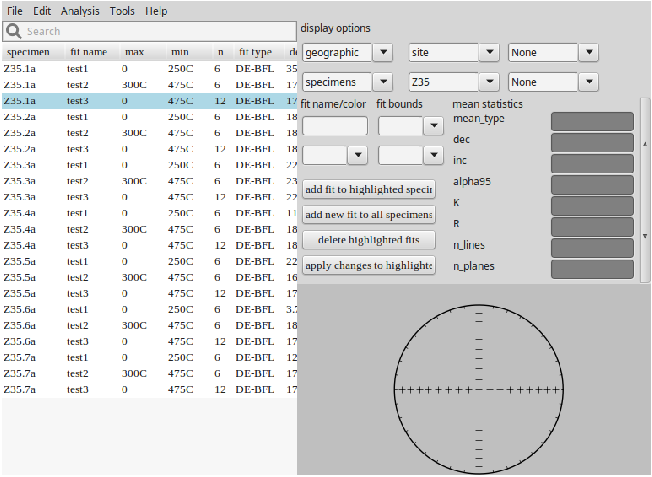 File Edit Analysis Tools Help
Search
display options
geographic site None
specimens Z35 None
specimen fit name max min n fit type de
Z35.1a test1 0 250C 6 DE-BFL 35
Z35.1a test2 300C 475C 6 DE-BFL 17
Z35.1a test3 0 475C 12 DE-BFL 17
Z35.2a test1 0 250C 6 DE-BFL 18
Z35.2a test2 300C 475C 6 DE-BFL 18
Z35.2a test3 0 475C 12 DE-BFL 18
Z35.3a test1 0 250C 6 DE-BFL 22
Z35.3a test2 300C 475C 6 DE-BFL 23
Z35.3a test3 0 475C 12 DE-BFL 22
Z35.4a test1 0 250C 6 DE-BFL 11
Z35.4a test2 300C 475C 6 DE-BFL 18
Z35.4a test3 0 475C 12 DE-BFL 18
Z35.5a test1 0 250C 6 DE-BFL 22
Z35.5a test2 300C 475C 6 DE-BFL 16
Z35.5a test3 0 475C 12 DE-BFL 17
Z35.6a test1 0 250C 6 DE-BFL 3.
Z35.6a test2 300C 475C 6 DE-BFL 18
Z35.6a test3 0 475C 12 DE-BFL 17
Z35.7a test1 0 250C 6 DE-BFL 12
Z35.7a test2 300C 475C 6 DE-BFL 17
Z35.7a test3 0 475C 12 DE-BFL 17
fit name/color fit bounds mean statistics
mean_type
dec
inc
alpha95
K
R
n_lines
n_planes
add fit to highlighted specir
add new fit to all specimens
delete highlighted fits
apply changes to highlighte